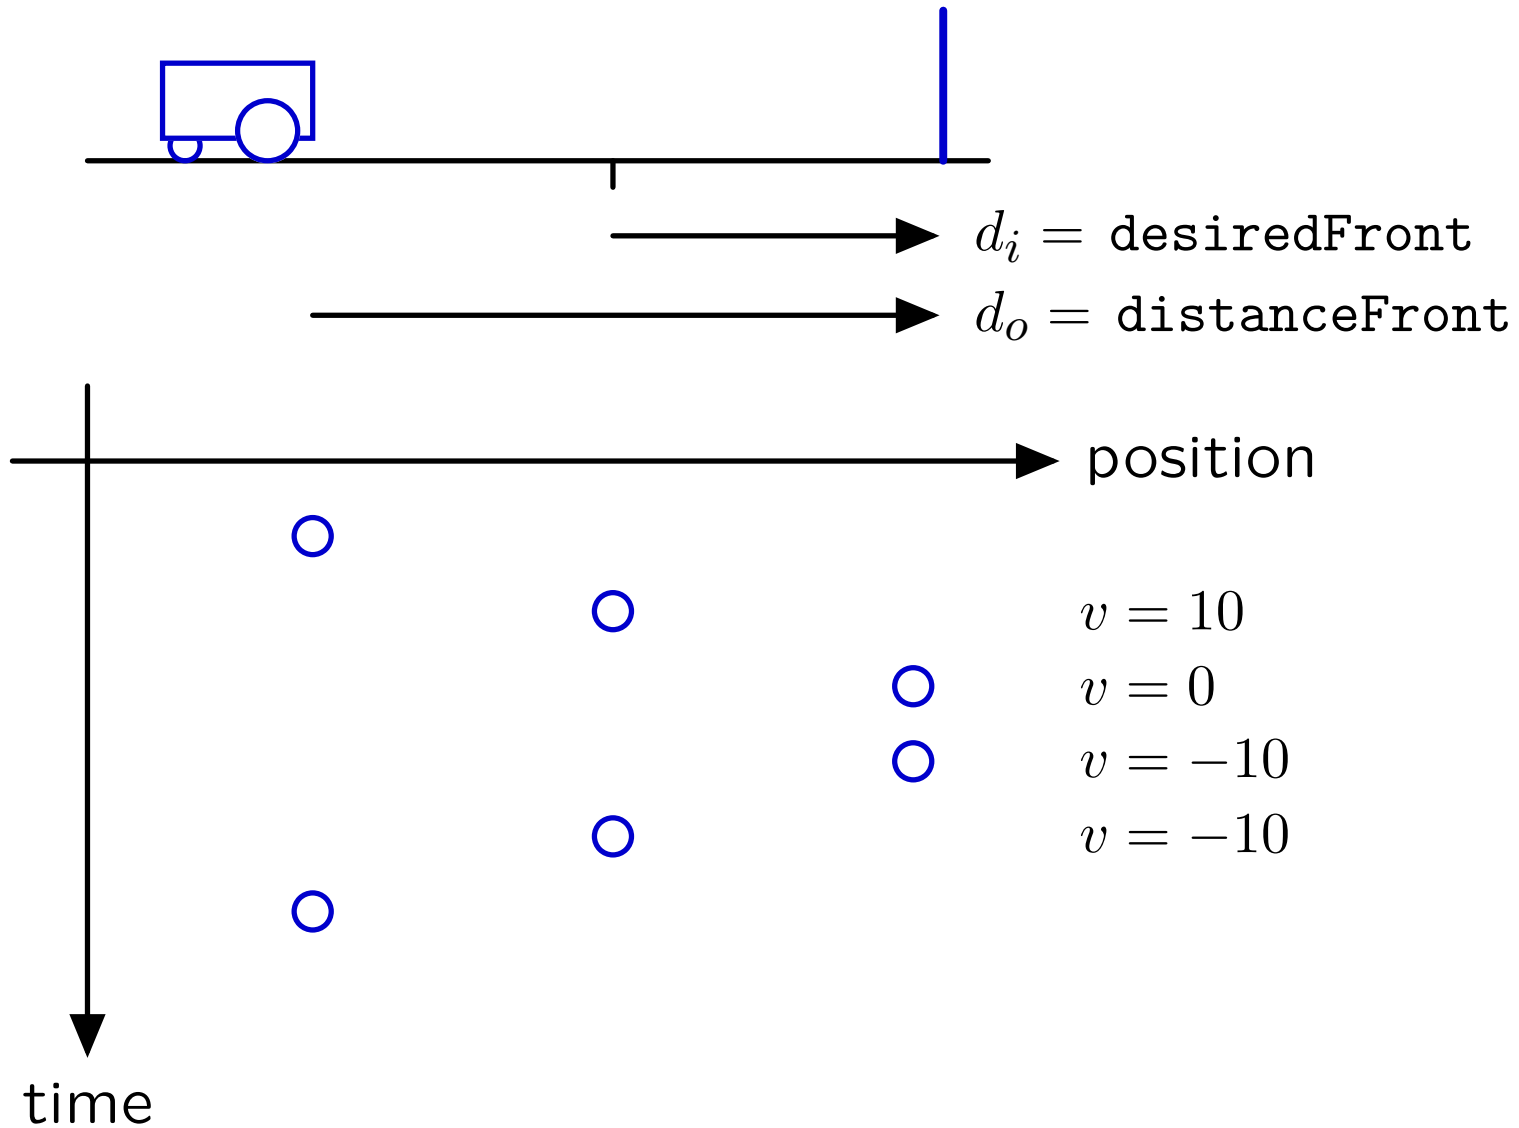 d_i = desiredFront
d_o = distanceFront
position
v = 10
v = 0
v = −10
v = −10
time